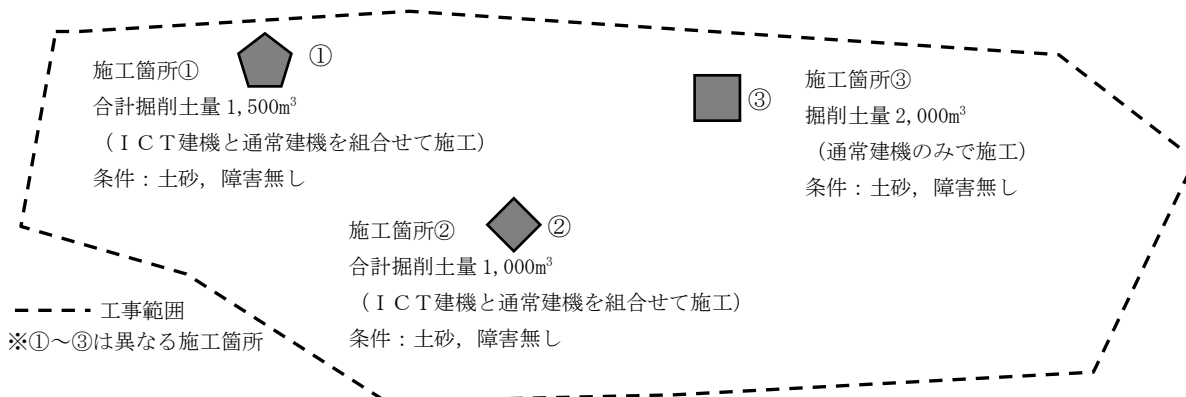 施工箇所①
①
合計掘削土量 1,500m³
(ICT建機と通常建機を組合せて施工)
条件:土砂,障害無し
③
施工箇所③
掘削土量 2,000m³
(通常建機のみで施工)
条件:土砂,障害無し
施工箇所②
②
合計掘削土量 1,000m³
(ICT建機と通常建機を組合せて施工)
条件:土砂,障害無し
工事範囲
※①~③は異なる施工箇所